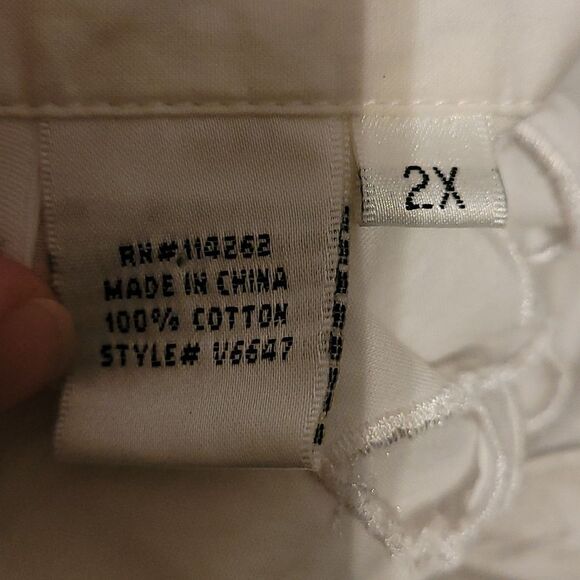 RN#114262
MADE IN CHINA
100% COTTON
STYLE# V6647
2X